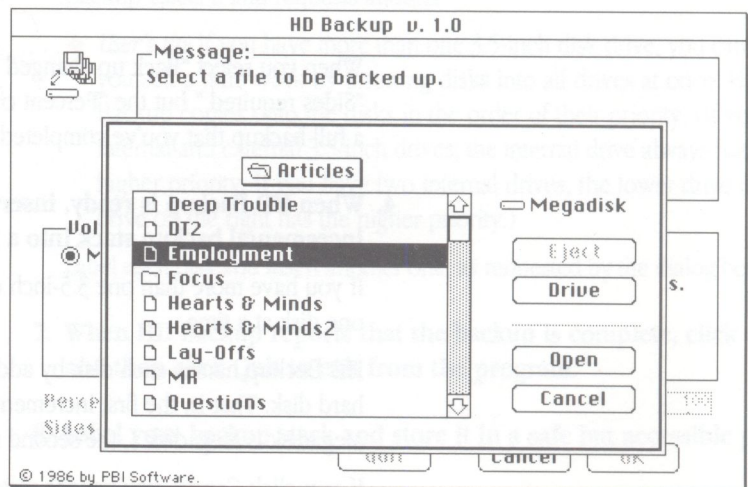 HD Backup v. 1.0
Message:
Select a file to be backed up.
Articles
Deep Trouble
DT2
Employment
Focus
Hearts & Minds
Hearts & Minds2
Lay-Offs
MR
Questions
Megadisk
Eject
Drive
Open
Cancel
Vol
M
s.
Perce
Sides
100
Quit
Cancel
OK
© 1986 by PBI Software.